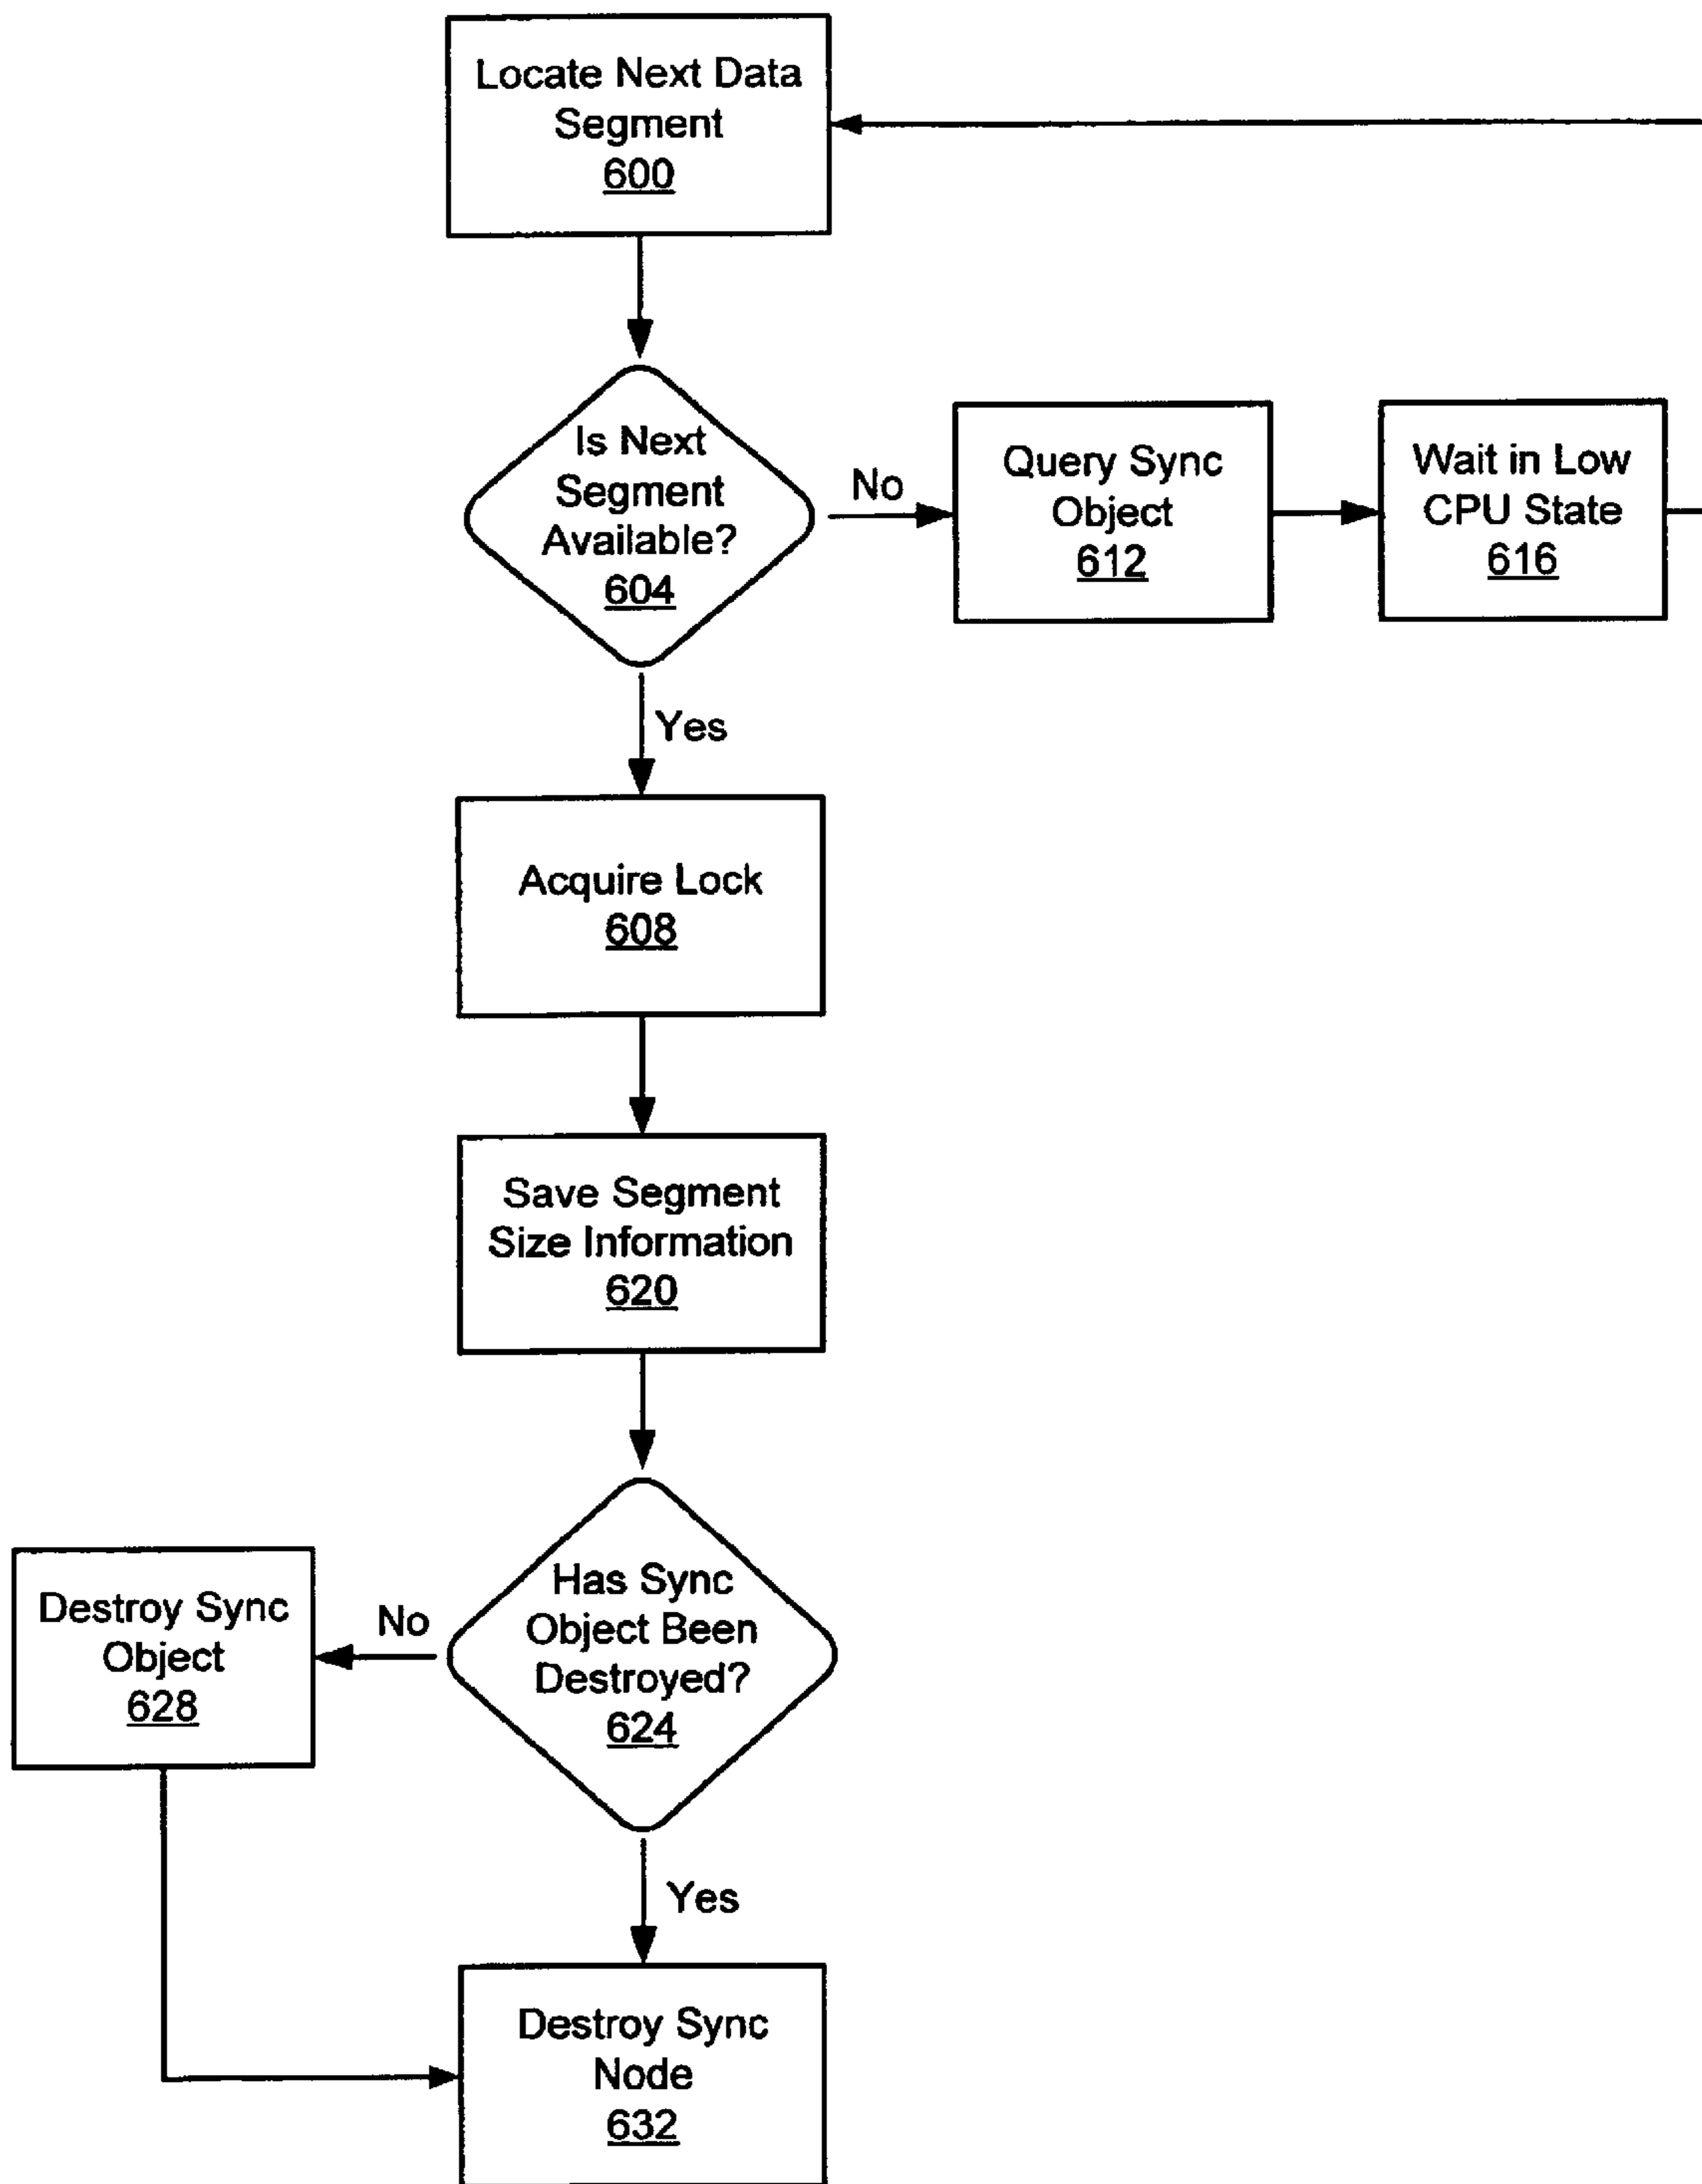 Locate Next Data
Segment
600
Is Next
Segment
Available?
604
No
Query Sync
Object
612
Wait in Low
CPU State
616
Yes
Acquire Lock
608
Save Segment
Size Information
620
Has Sync
Object Been
Destroyed?
624
No
Destroy Sync
Object
628
Yes
Destroy Sync
Node
632